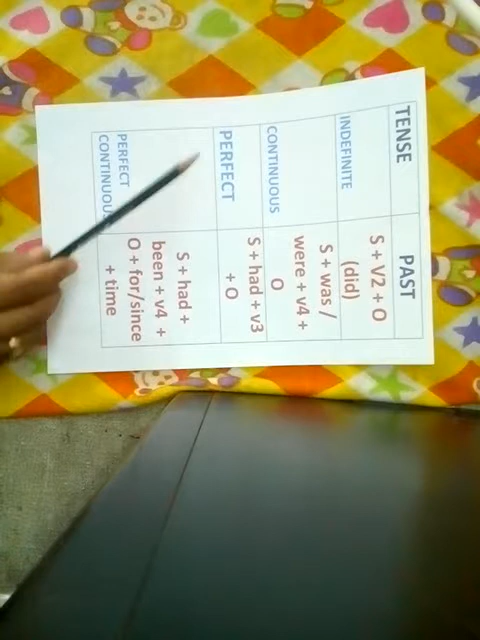 TENSE PAST
INDEFINITE S + V2 + O
(did)
CONTINUOUS S + was /
were + v4 +
O
PERFECT S + had + v3
+ O
PERFECT
CONTINUOU
S + had +
been + v4 +
O + for/since
+ time